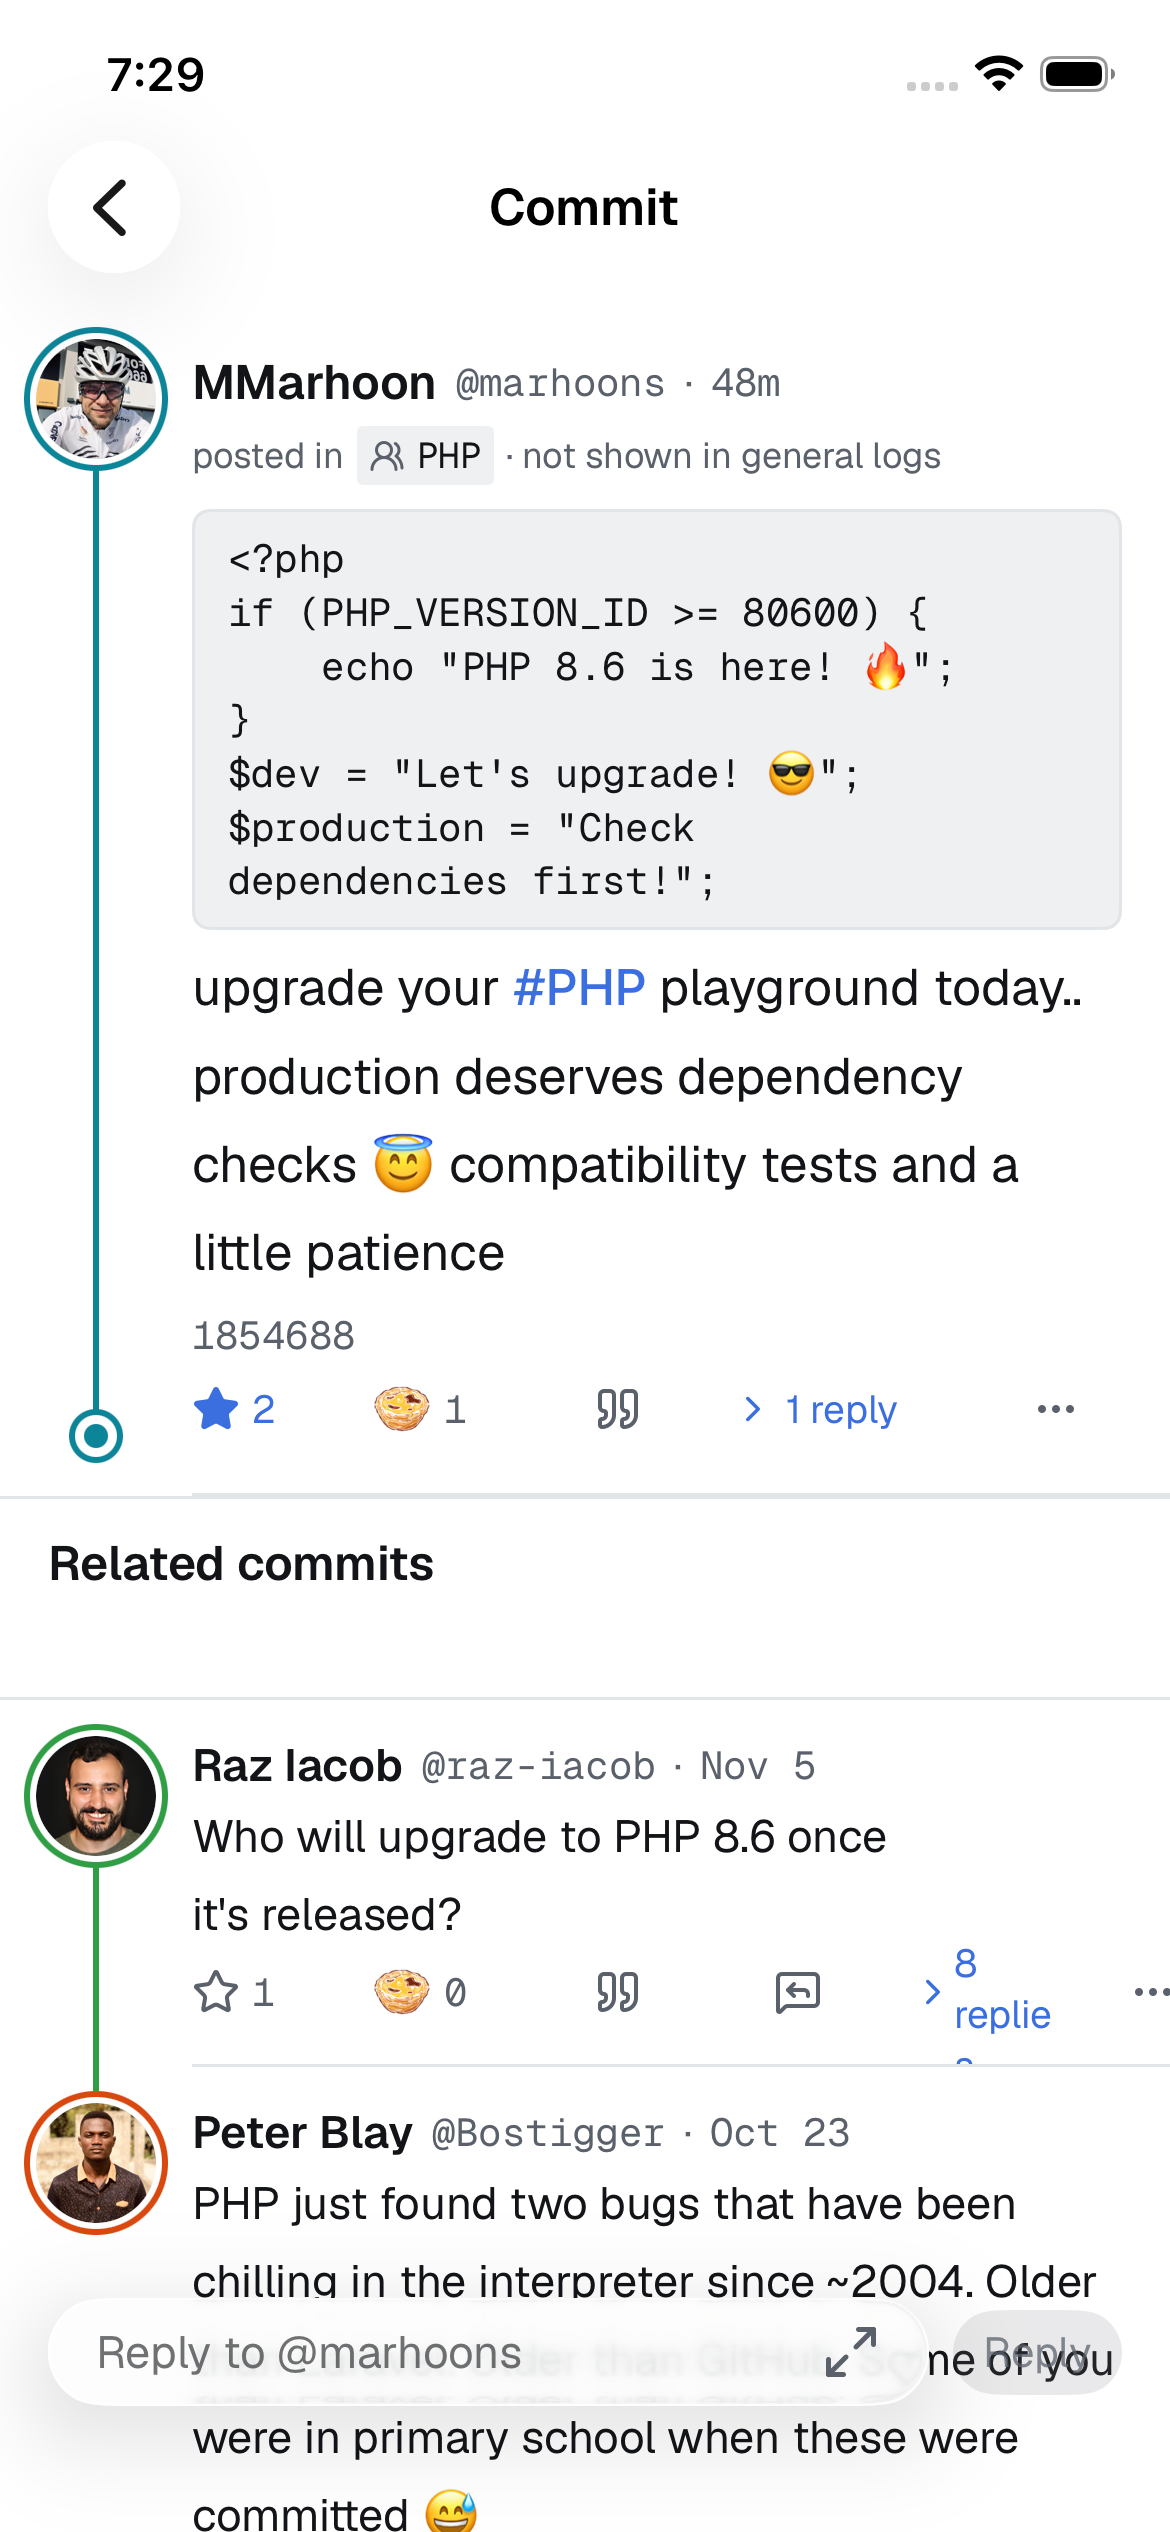 7:29
Commit
MMarhoon @marhoons · 48m
posted in PHP · not shown in general logs
<?php
if (PHP_VERSION_ID >= 80600) {
    echo "PHP 8.6 is here! 🔥";
}
$dev = "Let's upgrade! 😎";
$production = "Check
dependencies first!";
upgrade your #PHP playground today..
production deserves dependency
checks 😇 compatibility tests and a
little patience
1854688
2 1 1 reply
Related commits
Raz Iacob @raz-iacob · Nov 5
Who will upgrade to PHP 8.6 once
it's released?
1 0 8
replie
Peter Blay @Bostigger · Oct 23
PHP just found two bugs that have been
chilling in the interpreter since ~2004. Older
Reply to @marhoons Reply
of you
were in primary school when these were
committed 😅